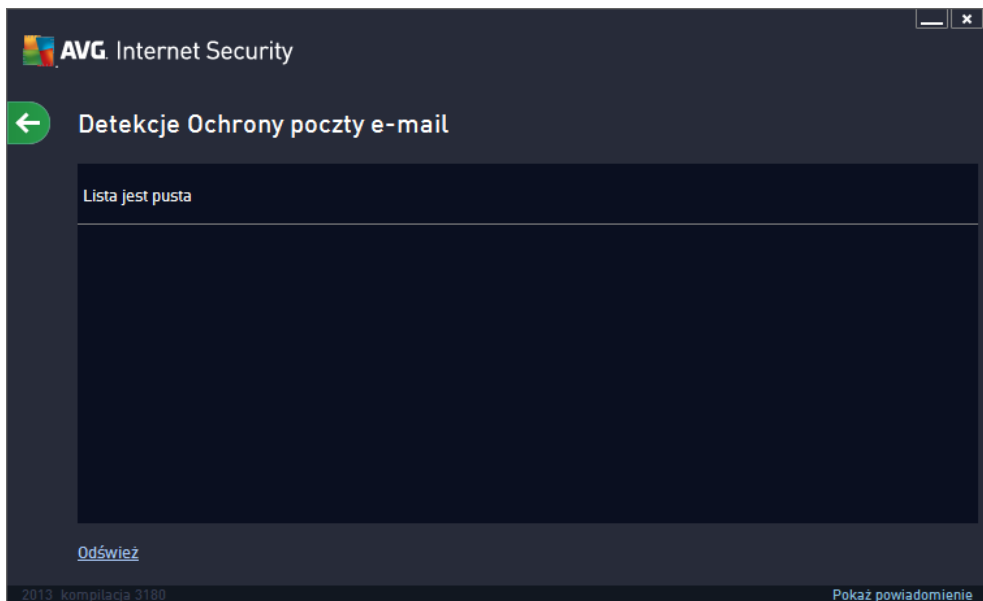 AVG. Internet Security
Detekcje Ochrony poczty e-mail
Lista jest pusta
Odśwież
2013 kompilacja 3180
Pokaż powiadomienie